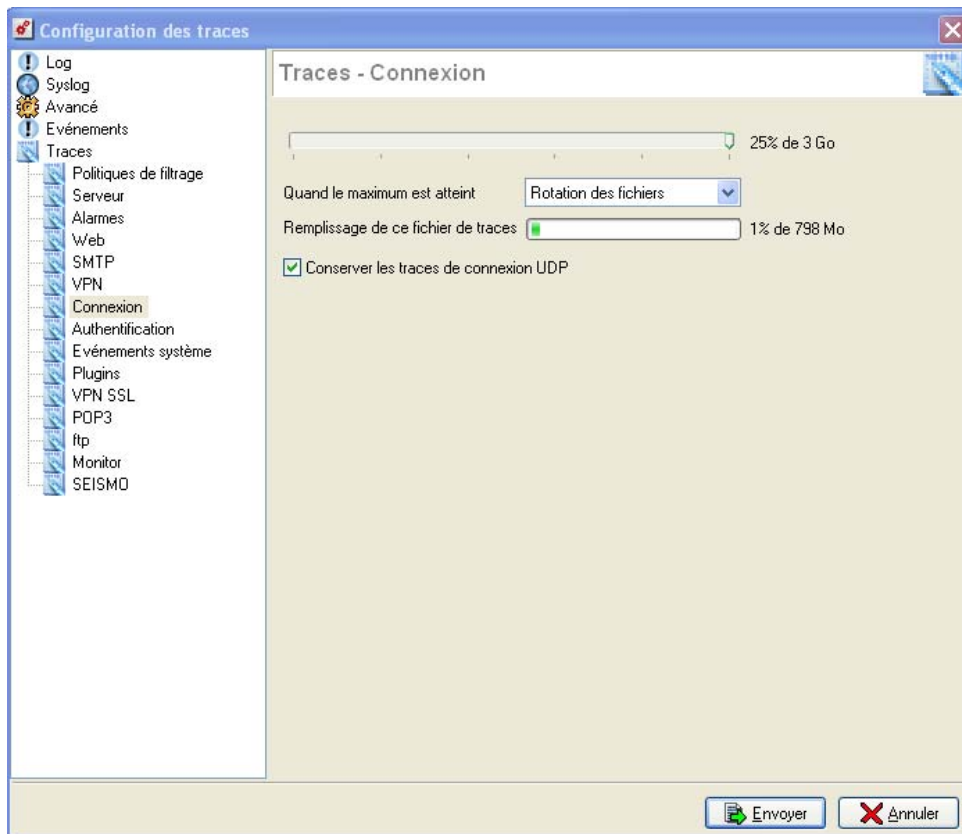 Configuration des traces
Log
Syslog
Avancé
Evénements
Traces
Politiques de filtrage
Serveur
Alarmes
Web
SMTP
VPN
Connexion
Authentification
Evénements système
Plugins
VPN SSL
POP3
ftp
Monitor
SEISMO
Traces - Connexion
25% de 3 Go
Quand le maximum est atteint Rotation des fichiers
Remplissage de ce fichier de traces 1% de 798 Mo
Conserver les traces de connexion UDP
Envoyer Annuler